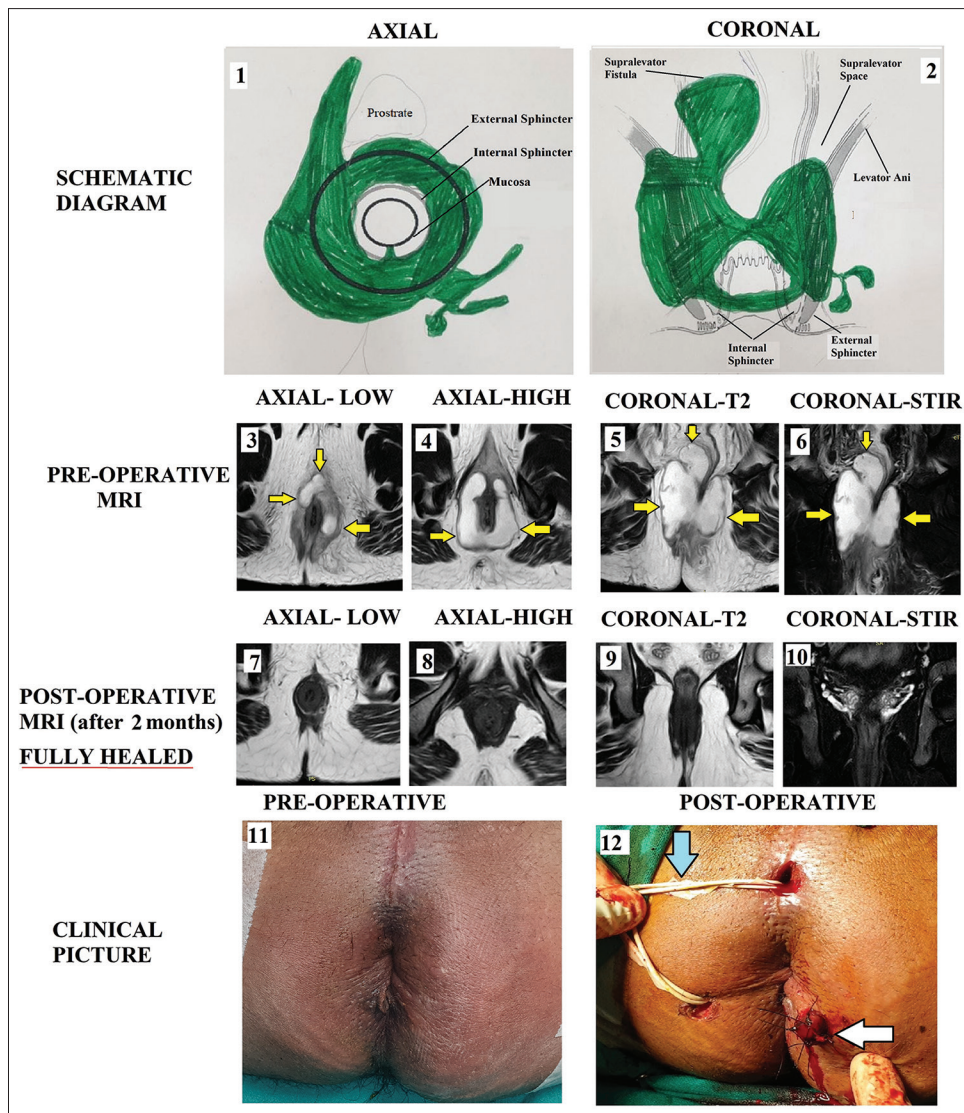 AXIAL
CORONAL
SCHEMATIC
DIAGRAM
1
Prostrate
External Sphincter
Internal Sphincter
Mucosa
Supralevator
Fistula
Supralevator
Space
2
Levator Ani
Internal
Sphincter
External
Sphincter
AXIAL- LOW
AXIAL-HIGH
CORONAL-T2
CORONAL-STIR
PRE-OPERATIVE
MRI
3
4
5
6
AXIAL- LOW
AXIAL-HIGH
CORONAL-T2
CORONAL-STIR
POST-OPERATIVE
MRI (after 2 months)
FULLY HEALED
7
8
9
10
PRE-OPERATIVE
POST-OPERATIVE
CLINICAL
PICTURE
11
12